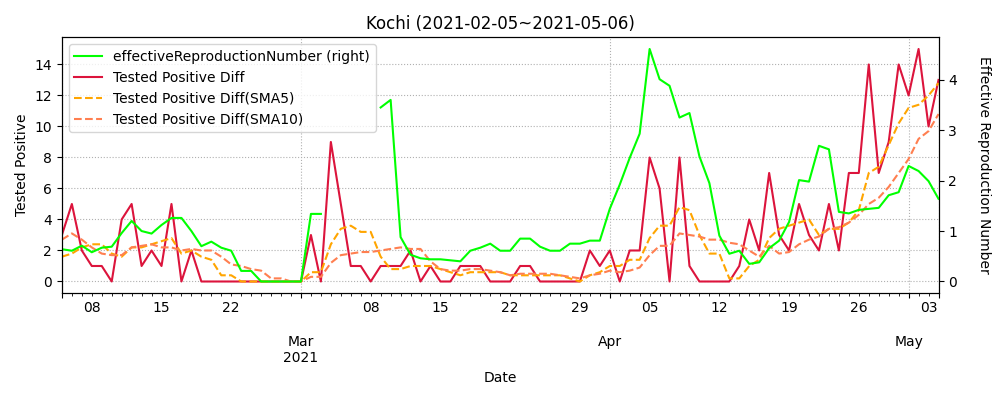 Kochi (2021-02-05~2021-05-06)
effectiveReproductionNumber (right)
Tested Positive Diff
Tested Positive Diff(SMA5)
Tested Positive Diff(SMA10)
Tested Positive
14
12
10
8
6
4
2
0
Effective Reproduction Number
4
3
2
1
0
08 15 22 08 15 22 29 05 12 19 26 03
Mar Apr May
2021
Date